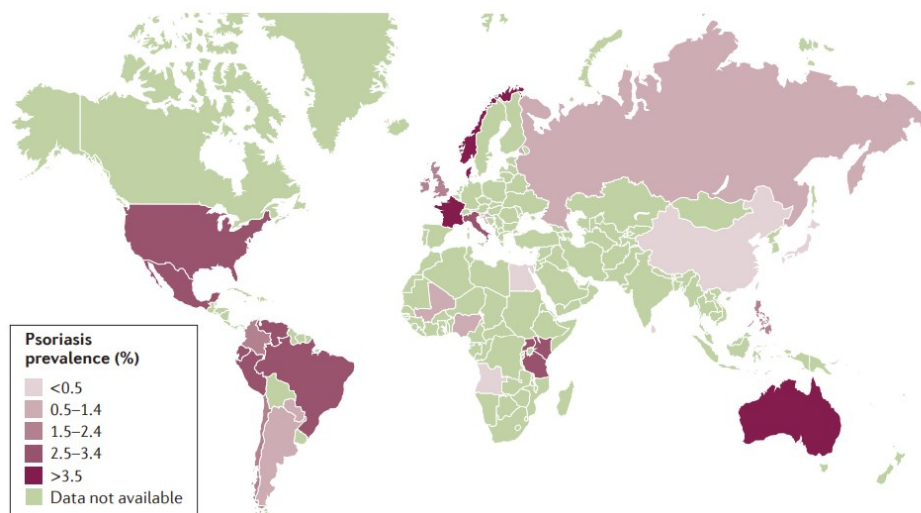 Psoriasis
prevalence (%)
<0.5
0.5–1.4
1.5–2.4
2.5–3.4
>3.5
Data not available